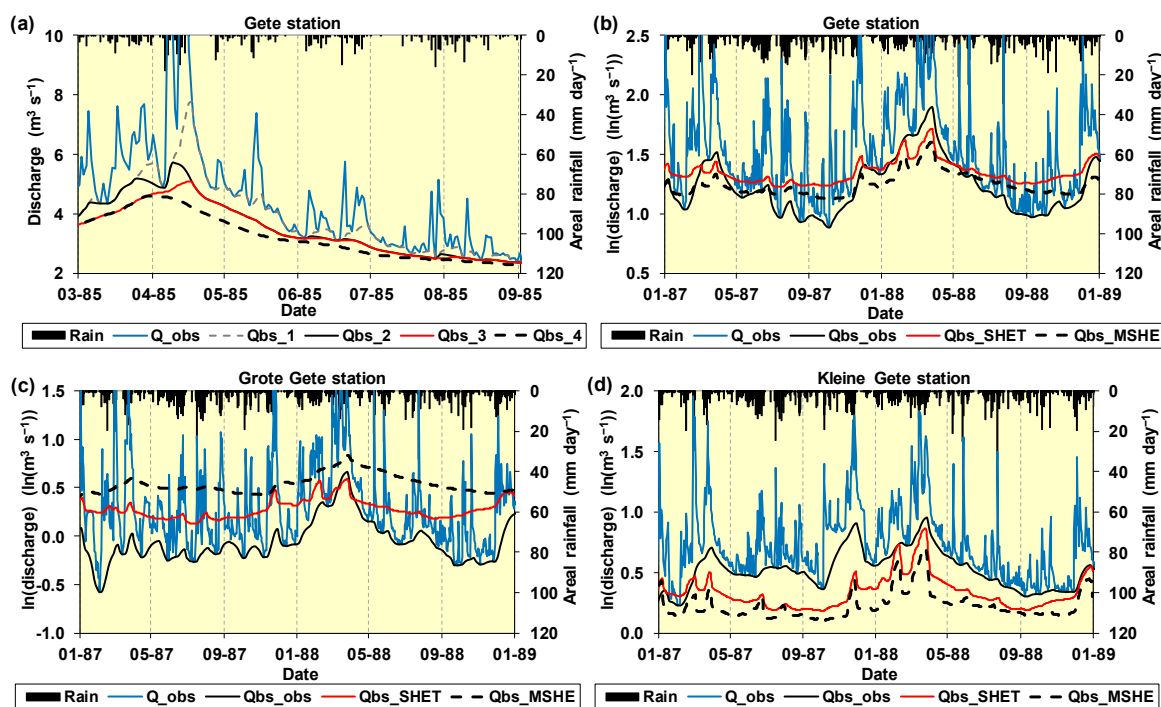 (a) Gete station
Discharge (m³ s⁻¹)
10
8
6
4
2
03-85 04-85 05-85 06-85 07-85 08-85 09-85
Date
0
20
40
60
80
100
120
Areal rainfall (mm day⁻¹)
Rain Q_obs Qbs_1 Qbs_2 Qbs_3 Qbs_4
(b) Gete station
ln(discharge) (ln(m³ s⁻¹))
2.5
2.0
1.5
1.0
0.5
01-87 05-87 09-87 01-88 05-88 09-88 01-89
Date
0
20
40
60
80
100
120
Areal rainfall (mm day⁻¹)
Rain Q_obs Qbs_obs Qbs_SHET Qbs_MSHE
(c) Grote Gete station
ln(discharge) (ln(m³ s⁻¹))
1.5
1.0
0.5
0.0
-0.5
-1.0
01-87 05-87 09-87 01-88 05-88 09-88 01-89
Date
0
20
40
60
80
100
120
Areal rainfall (mm day⁻¹)
Rain Q_obs Qbs_obs Qbs_SHET Qbs_MSHE
(d) Kleine Gete station
ln(discharge) (ln(m³ s⁻¹))
2.0
1.5
1.0
0.5
0.0
01-87 05-87 09-87 01-88 05-88 09-88 01-89
Date
0
20
40
60
80
100
120
Areal rainfall (mm day⁻¹)
Rain Q_obs Qbs_obs Qbs_SHET Qbs_MSHE